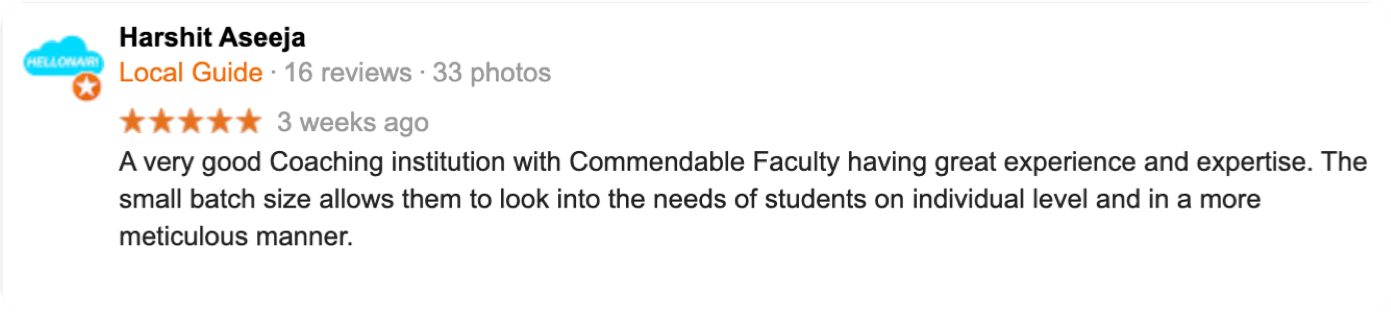 Harshit Aseeja
HELLONAIR!
Local Guide · 16 reviews · 33 photos
3 weeks ago
A very good Coaching institution with Commendable Faculty having great experience and expertise. The
small batch size allows them to look into the needs of students on individual level and in a more
meticulous manner.